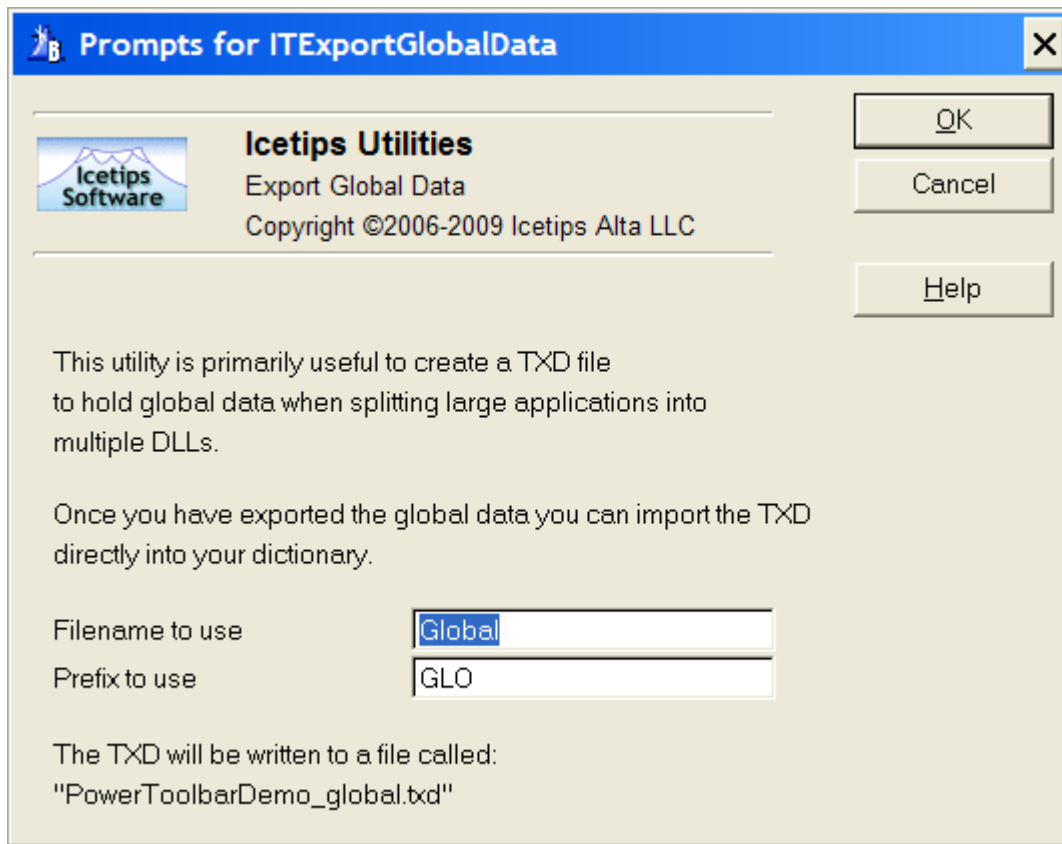 Prompts for ITExportGlobalData
Icetips
Software
Icetips Utilities
Export Global Data
Copyright ©2006-2009 Icetips Alta LLC
OK
Cancel
Help
This utility is primarily useful to create a TXD file
to hold global data when splitting large applications into
multiple DLLs.
Once you have exported the global data you can import the TXD
directly into your dictionary.
Filename to use Global
Prefix to use GLO
The TXD will be written to a file called:
"PowerToolbarDemo_global.txd"